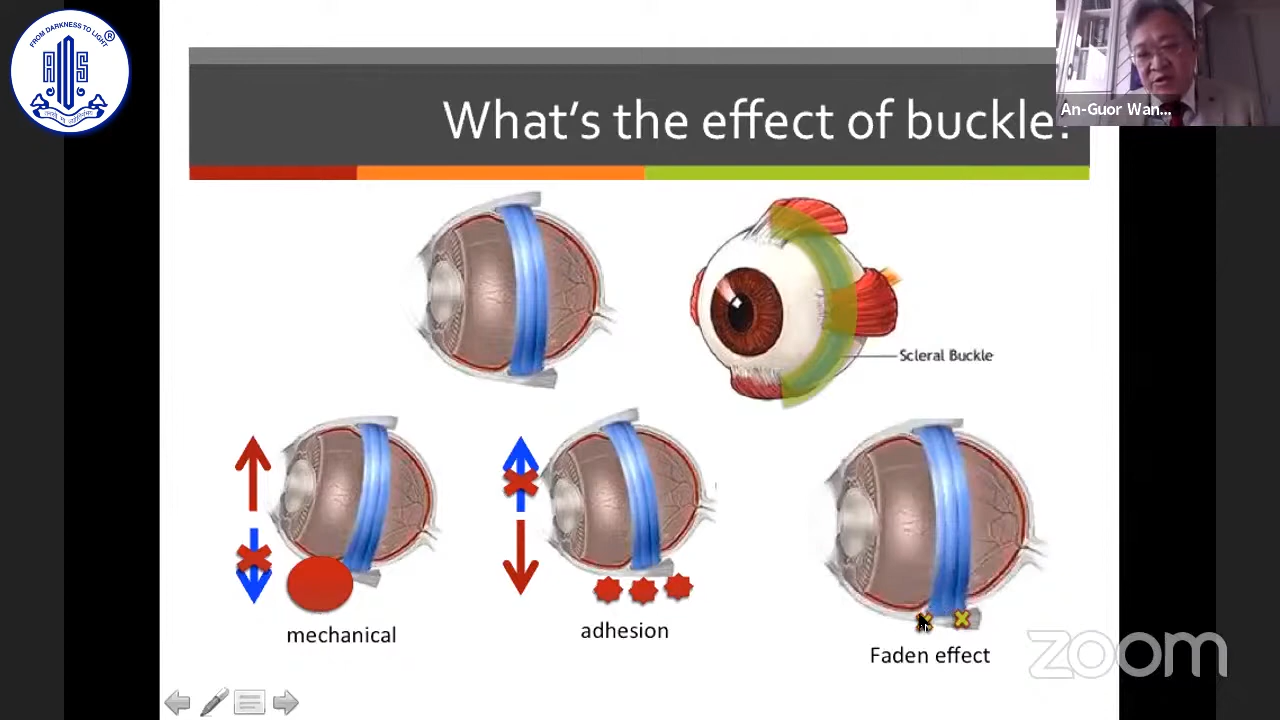 FROM DARKNESS TO LIGHT
®
AIOS
An-Guor Wan...
What's the effect of buckle?
Scleral Buckle
mechanical
adhesion
Faden effect
zoom